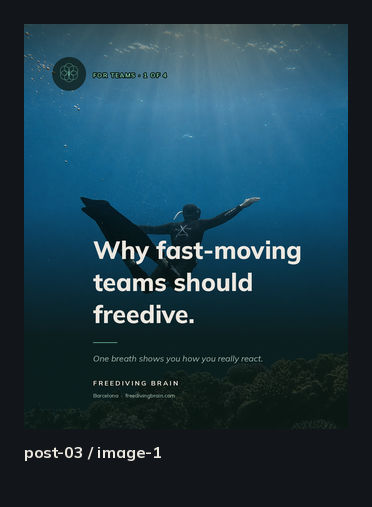 FOR TEAMS • 1 OF 4
Why fast-moving
teams should
freedive.
One breath shows you how you really react.
FREEDIVING BRAIN
Barcelona · freedivingbrain.com
post-03 / image-1